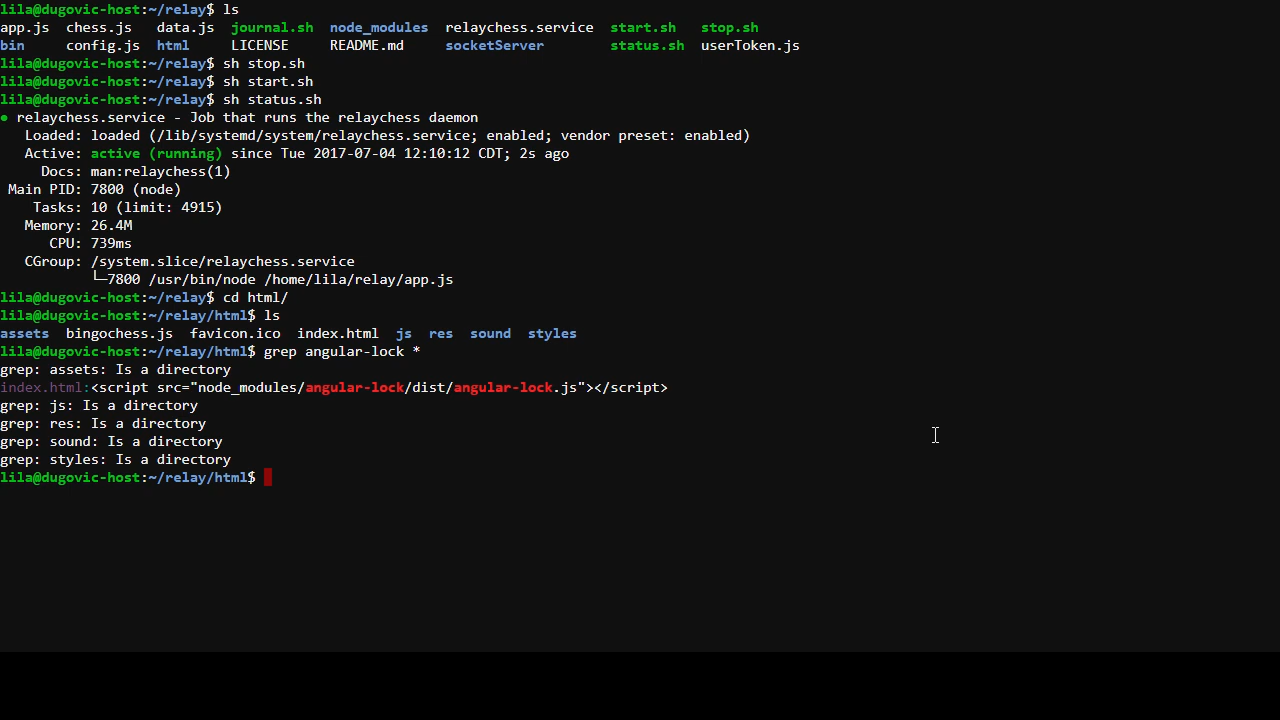 lila@dugovic-host:~/relay$ ls
app.js  chess.js   data.js  journal.sh  node_modules  relaychess.service  start.sh   stop.sh
bin     config.js  html     LICENSE     README.md     socketServer        status.sh  userToken.js
lila@dugovic-host:~/relay$ sh stop.sh
lila@dugovic-host:~/relay$ sh start.sh
lila@dugovic-host:~/relay$ sh status.sh
● relaychess.service - Job that runs the relaychess daemon
   Loaded: loaded (/lib/systemd/system/relaychess.service; enabled; vendor preset: enabled)
   Active: active (running) since Tue 2017-07-04 12:10:12 CDT; 2s ago
     Docs: man:relaychess(1)
 Main PID: 7800 (node)
    Tasks: 10 (limit: 4915)
   Memory: 26.4M
      CPU: 739ms
   CGroup: /system.slice/relaychess.service
           └─7800 /usr/bin/node /home/lila/relay/app.js
lila@dugovic-host:~/relay$ cd html/
lila@dugovic-host:~/relay/html$ ls
assets  bingochess.js  favicon.ico  index.html  js  res  sound  styles
lila@dugovic-host:~/relay/html$ grep angular-lock *
grep: assets: Is a directory
index.html:<script src="node_modules/angular-lock/dist/angular-lock.js"></script>
grep: js: Is a directory
grep: res: Is a directory
grep: sound: Is a directory
grep: styles: Is a directory
lila@dugovic-host:~/relay/html$